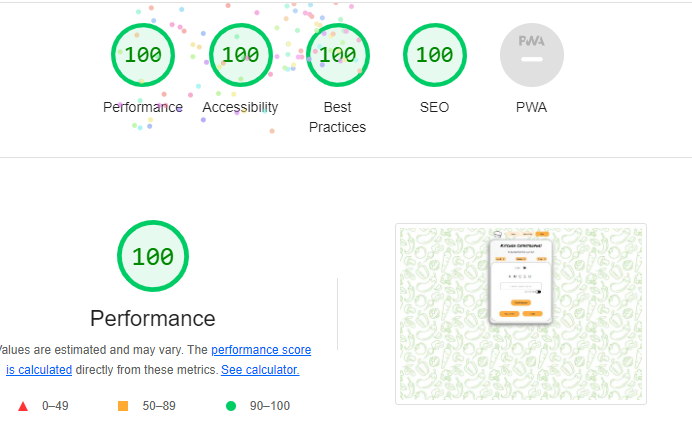 100
100
100
100
PWA
Performance
Accessibility
Best
Practices
SEO
PWA
100
Performance
Values are estimated and may vary. The performance score
is calculated directly from these metrics. See calculator.
0–49
50–89
90–100